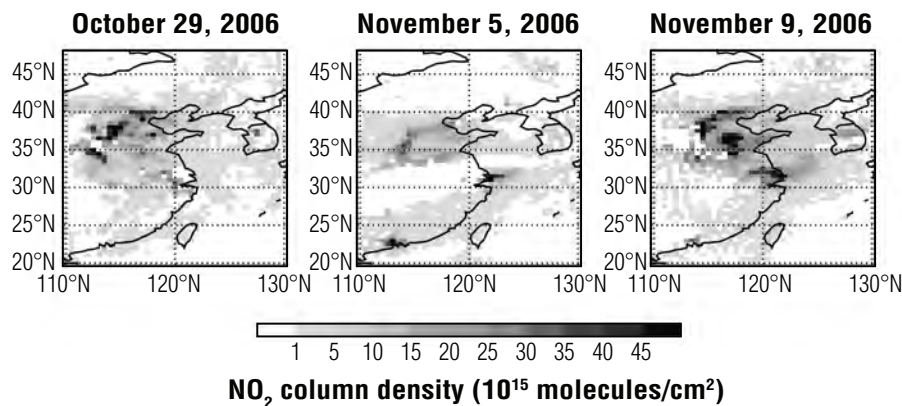 October 29, 2006 November 5, 2006 November 9, 2006
45°N 45°N 45°N
40°N 40°N 40°N
35°N 35°N 35°N
30°N 30°N 30°N
25°N 25°N 25°N
20°N 20°N 20°N
110°N 120°N 130°N 110°N 120°N 130°N 110°N 120°N 130°N
1 5 10 15 20 25 30 35 40 45
NO₂ column density (10¹⁵ molecules/cm²)